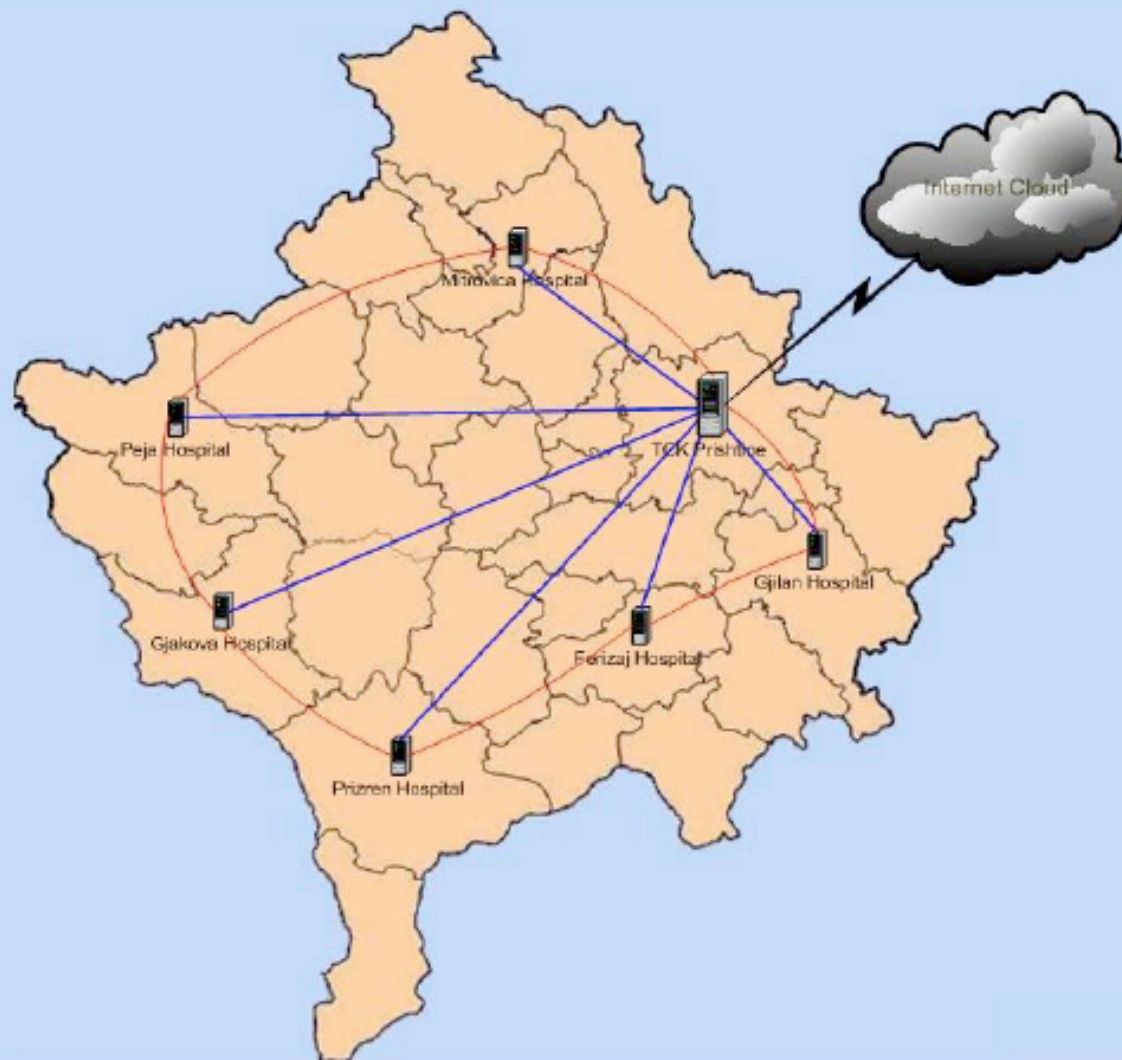 Internet Cloud
Mitrovica Hospital
Peja Hospital
TCK Prishtine
Gjilan Hospital
Gjakova Hospital
Ferizaj Hospital
Prizren Hospital